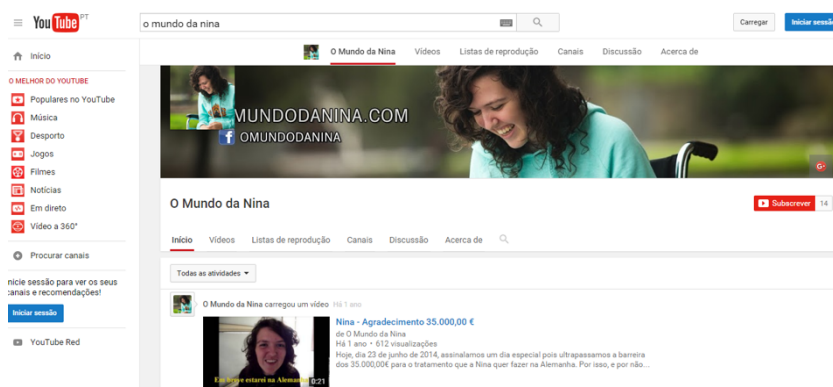 YouTube PT
o mundo da nina
Carregar
Iniciar sessão
Início
O Mundo da Nina
Vídeos
Listas de reprodução
Canais
Discussão
Acerca de
O MELHOR DO YOUTUBE
Populares no YouTube
Música
Desporto
Jogos
Filmes
Notícias
Em direto
Vídeo a 360°
Procurar canais
nicie sessão para ver os seus
canais e recomendações!
Iniciar sessão
YouTube Red
MUNDODANINA.COM
f OMUNDODANINA
G+
O Mundo da Nina
Subscrever 14
Início
Vídeos
Listas de reprodução
Canais
Discussão
Acerca de
Todas as atividades
O Mundo da Nina carregou um vídeo Há 1 ano
Em breve estarei na Alemanha
0:21
Nina - Agradecimento 35.000,00 €
de O Mundo da Nina
Há 1 ano • 612 visualizações
Hoje, dia 23 de junho de 2014, assinalamos um dia especial pois ultrapassamos a barreira
dos 35.000,00€ para o tratamento que a Nina quer fazer na Alemanha. Por isso, e por não...